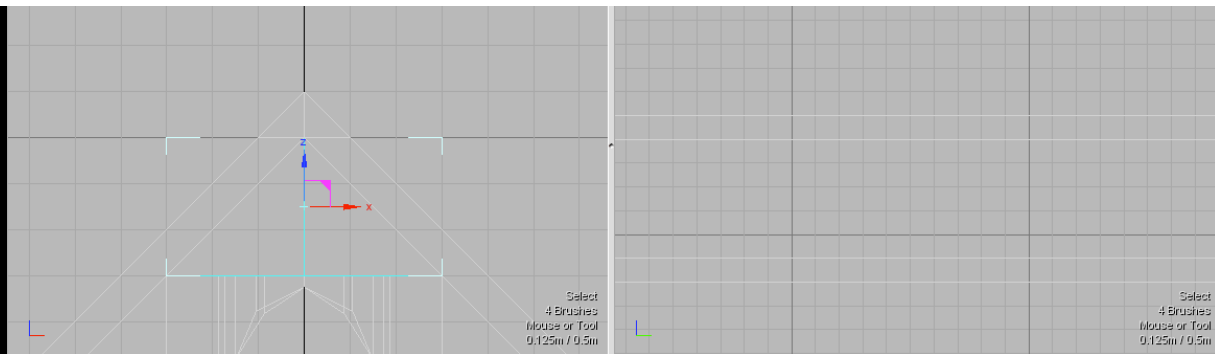 z
x
Select
4 Brushes
Mouse or Tool
0.125m / 0.5m
Select
4 Brushes
Mouse or Tool
0.125m / 0.5m